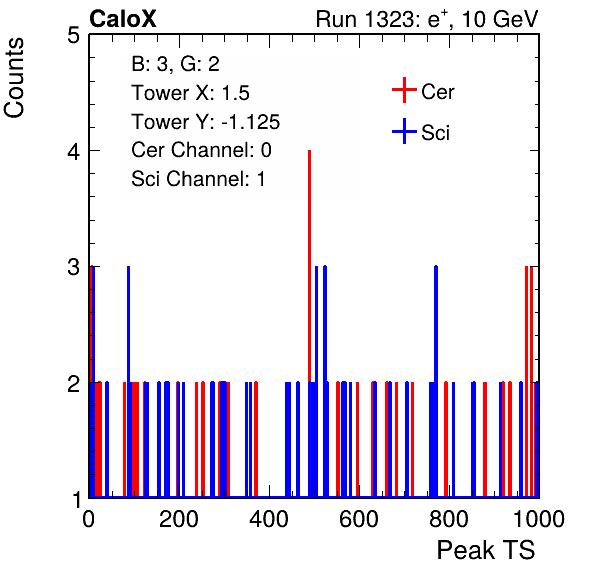 CaloX Run 1323: e⁺, 10 GeV
Counts
B: 3, G: 2
Tower X: 1.5
Tower Y: -1.125
Cer Channel: 0
Sci Channel: 1
Cer
Sci
5
4
3
2
1
0 200 400 600 800 1000
Peak TS